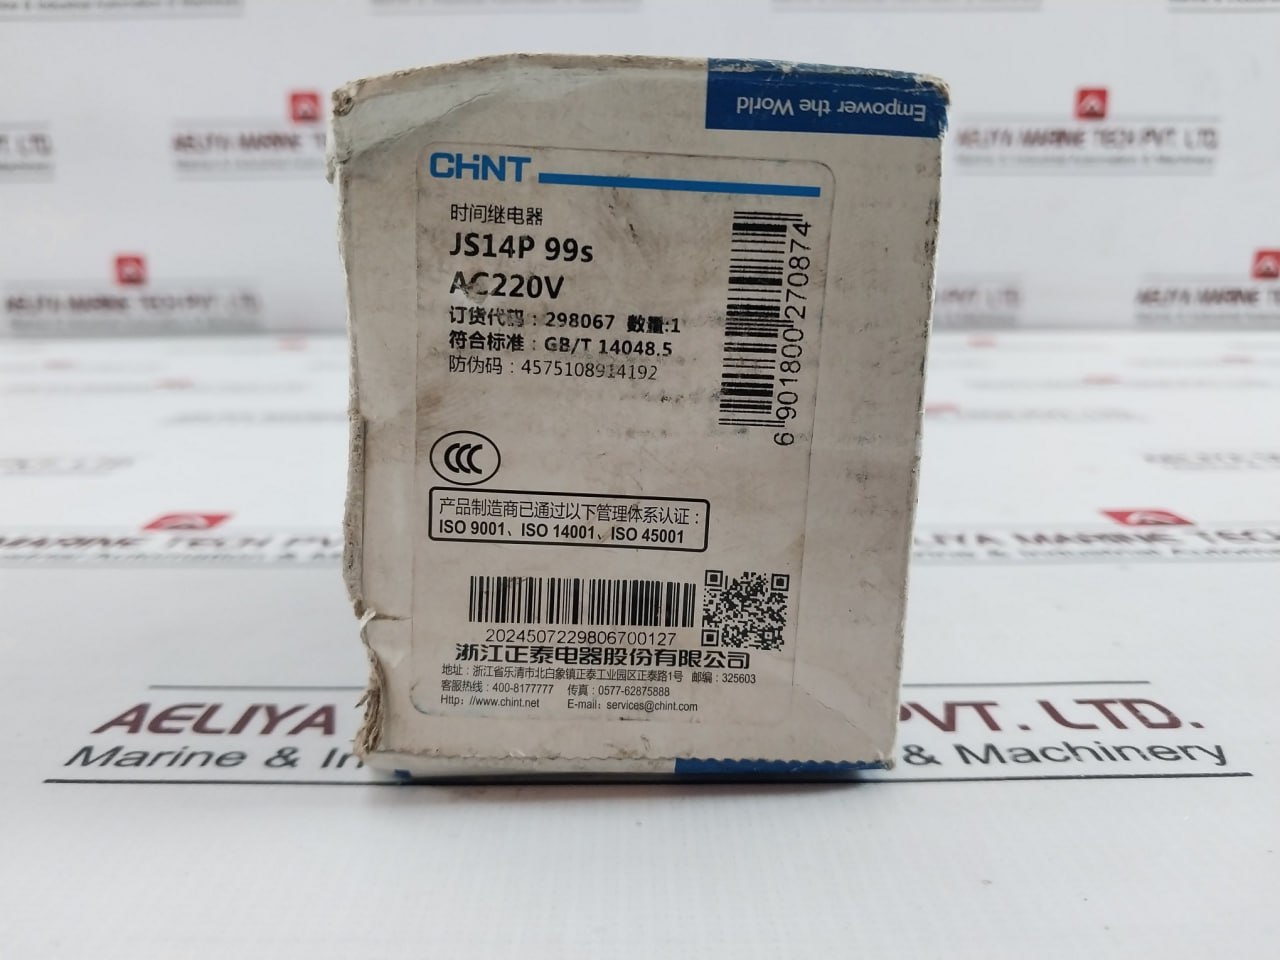 Empower the World
CHINT
时间继电器
JS14P 99s
AC220V
订货代码：298067 数量:1
符合标准：GB/T 14048.5
防伪码：4575108914192
6 901800 270874
CCC
产品制造商已通过以下管理体系认证：
ISO 9001、ISO 14001、ISO 45001
2024507229806700127
浙江正泰电器股份有限公司
地址：浙江省乐清市北白象镇正泰工业园区正泰路1号 邮编：325603
客服热线：400-8177777 传真：0577-62875888
Http：//www.chint.net E-mail：services@chint.com
AELIYA
PVT. LTD.
Marine &
& Machinery
AELIYA MARINE TECH PVT. LTD.